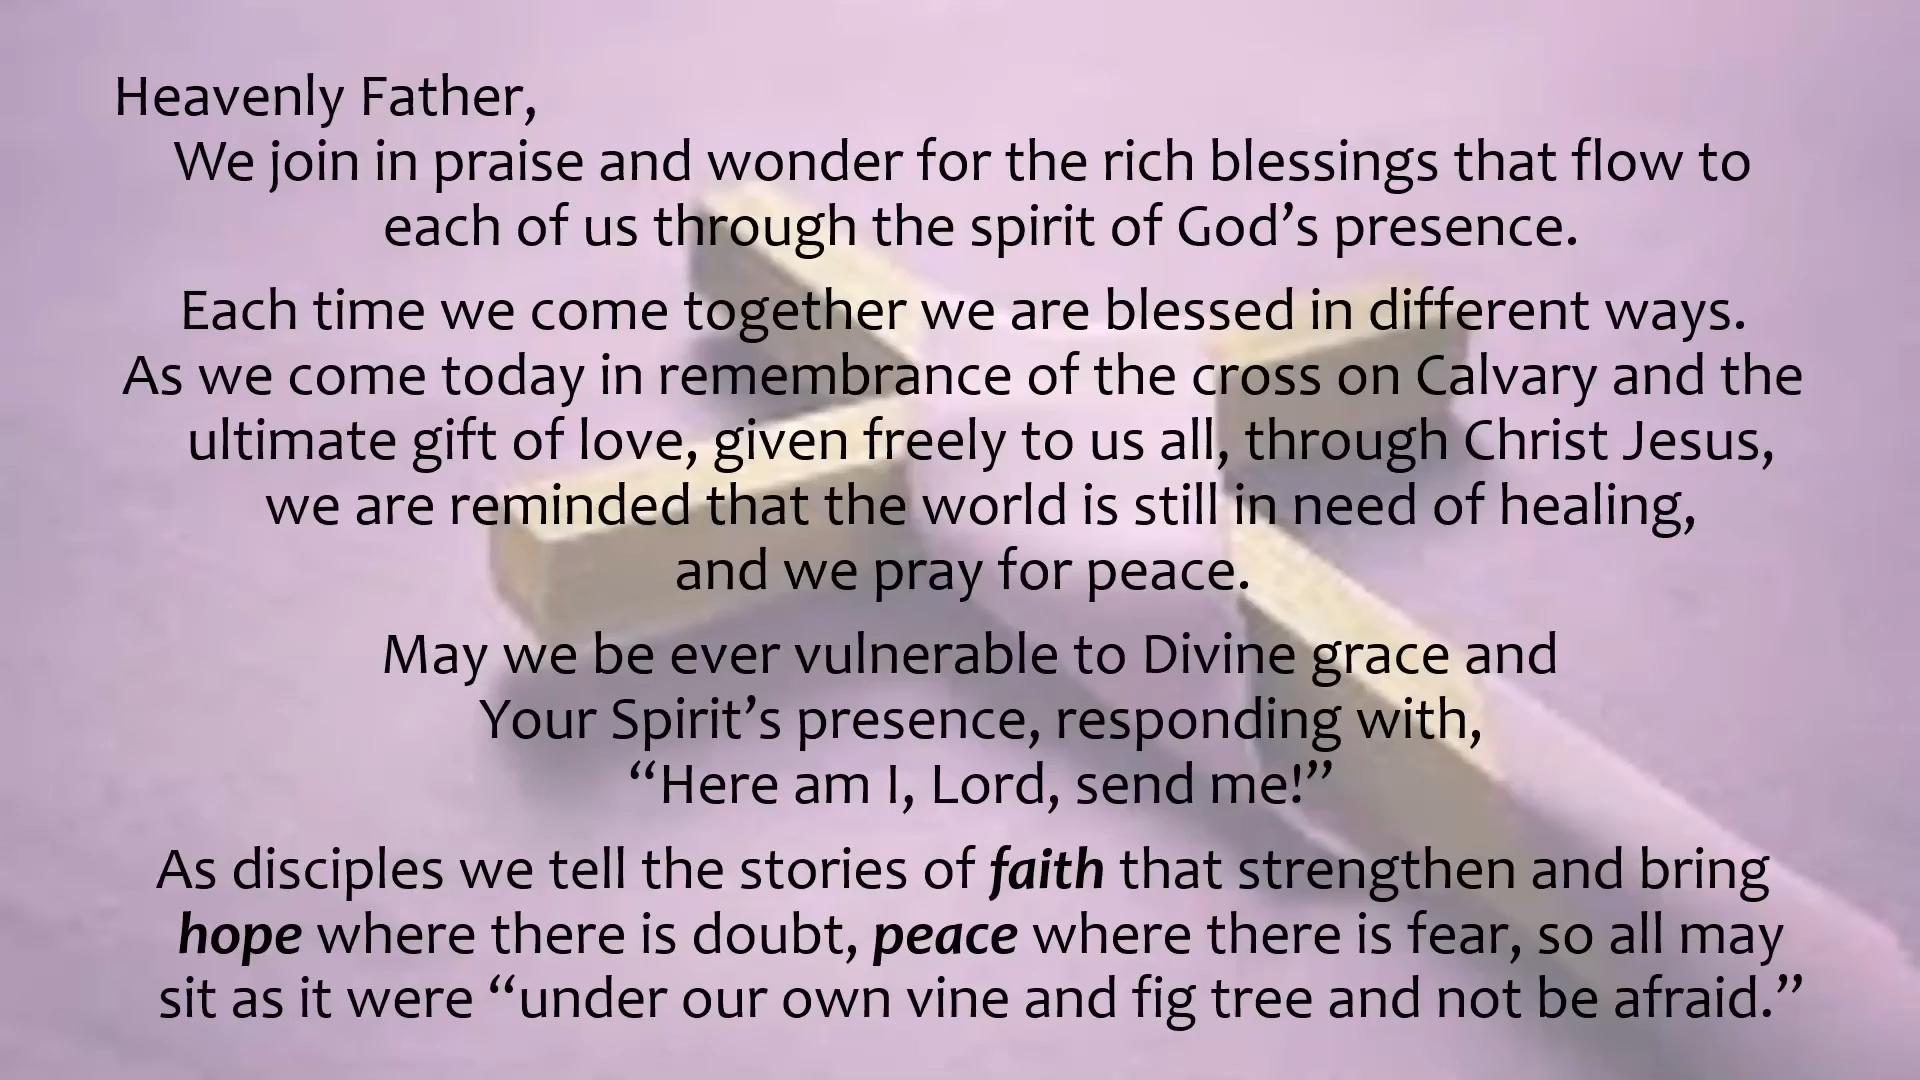 Heavenly Father,
We join in praise and wonder for the rich blessings that flow to
each of us through the spirit of God’s presence.
Each time we come together we are blessed in different ways.
As we come today in remembrance of the cross on Calvary and the
ultimate gift of love, given freely to us all, through Christ Jesus,
we are reminded that the world is still in need of healing,
and we pray for peace.
May we be ever vulnerable to Divine grace and
Your Spirit’s presence, responding with,
“Here am I, Lord, send me!”
As disciples we tell the stories of faith that strengthen and bring
hope where there is doubt, peace where there is fear, so all may
sit as it were “under our own vine and fig tree and not be afraid.”